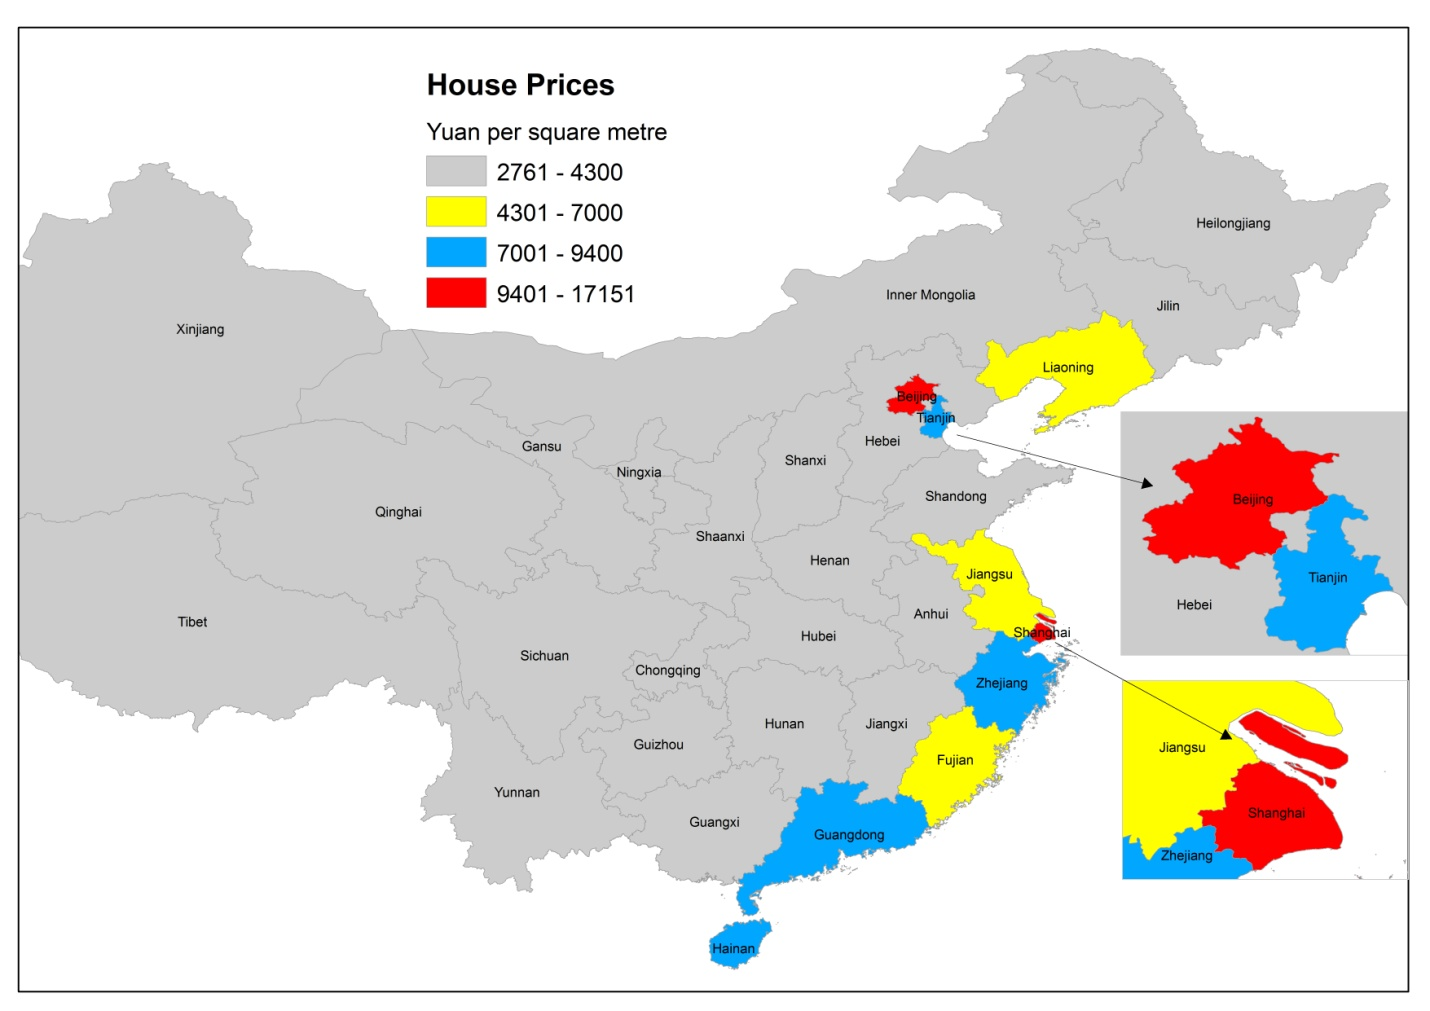 House Prices
Yuan per square metre
2761 - 4300
4301 - 7000
7001 - 9400
9401 - 17151
Heilongjiang
Inner Mongolia
Jilin
Xinjiang
Liaoning
Beijing
Tianjin
Hebei
Gansu
Shanxi
Ningxia
Shandong
Qinghai
Shaanxi
Henan
Jiangsu
Anhui
Tibet
Shanghai
Hubei
Sichuan
Chongqing
Zhejiang
Hunan
Jiangxi
Guizhou
Fujian
Yunnan
Guangxi
Guangdong
Hainan
Beijing
Tianjin
Hebei
Jiangsu
Shanghai
Zhejiang